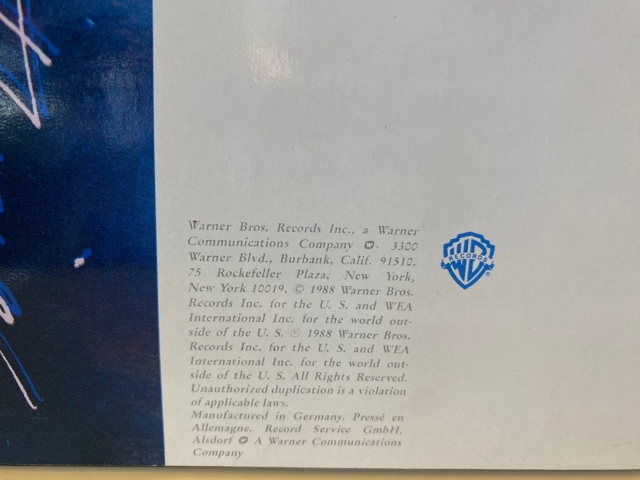 Warner Bros. Records Inc., a Warner
Communications Company . 3300
Warner Blvd., Burbank, Calif. 91510.
75 Rockefeller Plaza, New York,
New York 10019. © 1988 Warner Bros.
Records Inc. for the U. S. and WEA
International Inc. for the world out-
side of the U. S. ℗ 1988 Warner Bros.
Records Inc. for the U. S. and WEA
International Inc. for the world out-
side of the U. S. All Rights Reserved.
Unauthorized duplication is a violation
of applicable laws.
Manufactured in Germany. Pressé en
Allemagne. Record Service GmbH,
Alsdorf A Warner Communications
Company
WB
RECORDS